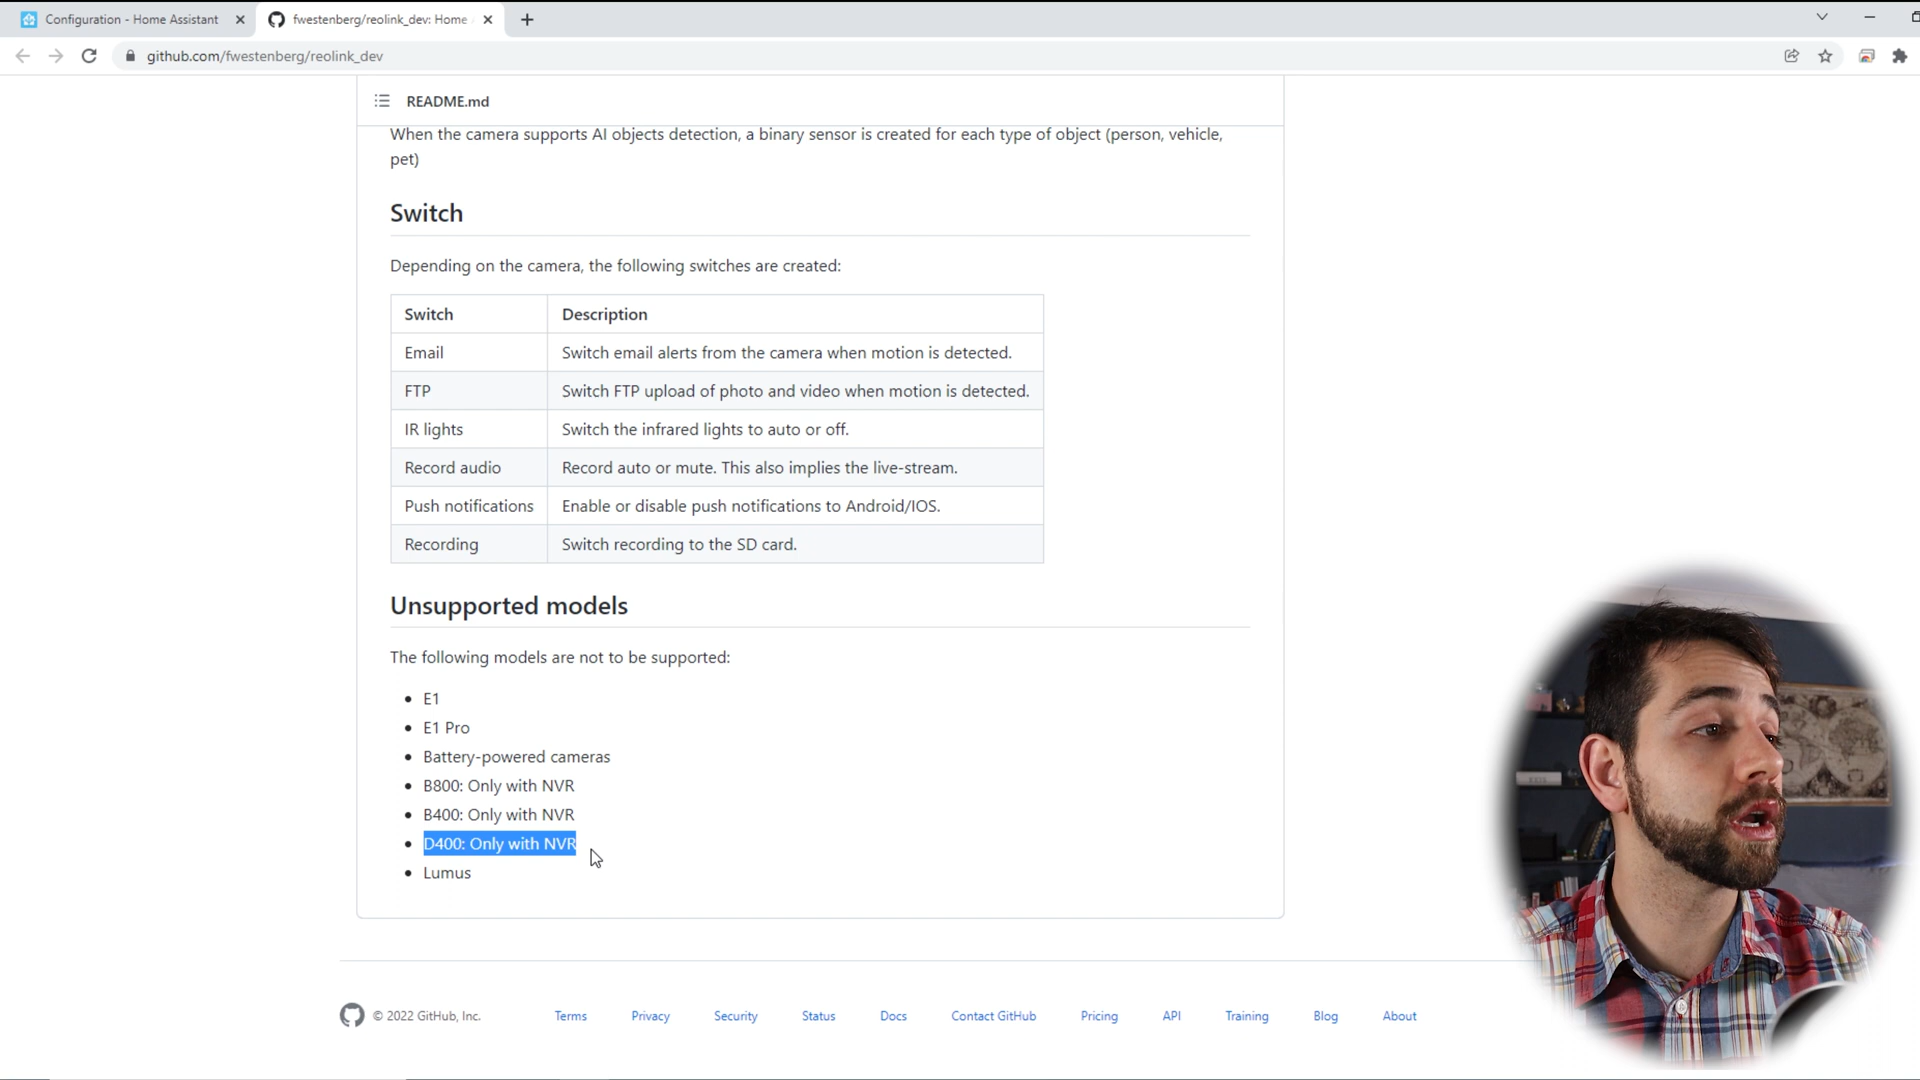 Configuration - Home Assistant
fwestenberg/reolink_dev: Home
github.com/fwestenberg/reolink_dev
README.md
When the camera supports AI objects detection, a binary sensor is created for each type of object (person, vehicle,
pet)
Switch
Depending on the camera, the following switches are created:
Switch Description
Email Switch email alerts from the camera when motion is detected.
FTP Switch FTP upload of photo and video when motion is detected.
IR lights Switch the infrared lights to auto or off.
Record audio Record auto or mute. This also implies the live-stream.
Push notifications Enable or disable push notifications to Android/IOS.
Recording Switch recording to the SD card.
Unsupported models
The following models are not to be supported:
E1
E1 Pro
Battery-powered cameras
B800: Only with NVR
B400: Only with NVR
D400: Only with NVR
Lumus
© 2022 GitHub, Inc. Terms Privacy Security Status Docs Contact GitHub Pricing API Training Blog About